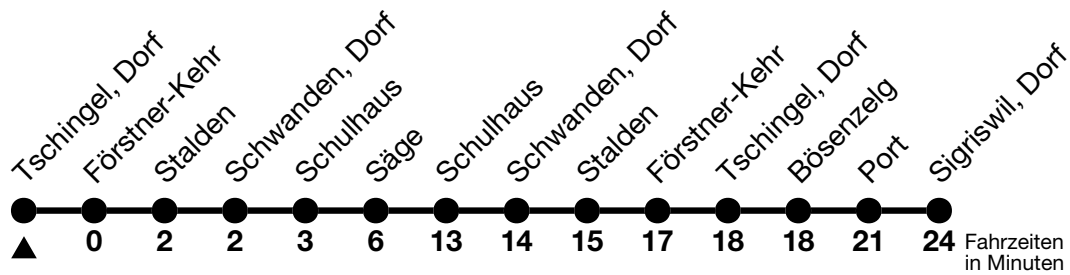 Tschingel, Dorf
Förstner-Kehr
Stalden
Schwanden, Dorf
Schulhaus
Säge
Schulhaus
Schwanden, Dorf
Stalden
Förstner-Kehr
Tschingel, Dorf
Bösenzelg
Port
Sigriswil, Dorf
0 2 2 3 6 13 14 15 17 18 18 21 24 Fahrzeiten
in Minuten